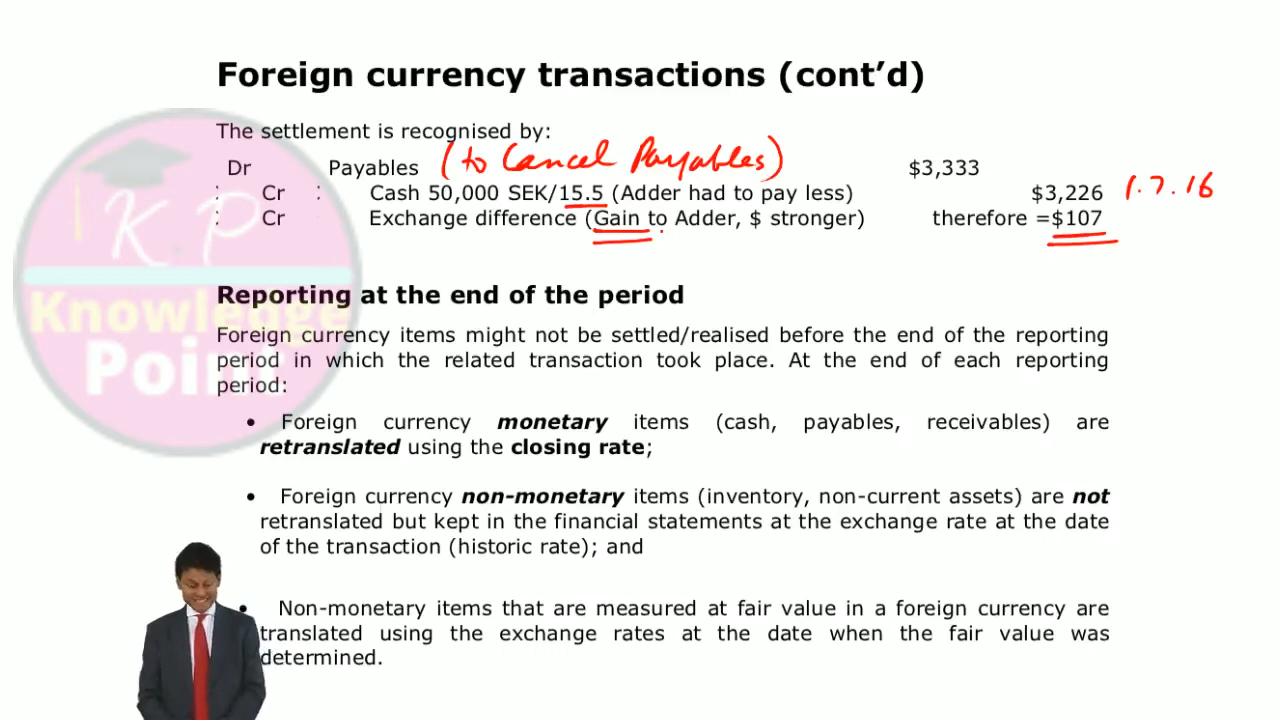 Foreign currency transactions (cont’d)
The settlement is recognised by:
Dr Payables (to Cancel Payables) $3,333
Cr Cash 50,000 SEK/15.5 (Adder had to pay less) $3,226 1.7.16
Cr Exchange difference (Gain to Adder, $ stronger) therefore =$107
K.P
Knowledge
Point
Reporting at the end of the period
Foreign currency items might not be settled/realised before the end of the reporting
period in which the related transaction took place. At the end of each reporting
period:
• Foreign currency monetary items (cash, payables, receivables) are
retranslated using the closing rate;
• Foreign currency non-monetary items (inventory, non-current assets) are not
retranslated but kept in the financial statements at the exchange rate at the date
of the transaction (historic rate); and
• Non-monetary items that are measured at fair value in a foreign currency are
translated using the exchange rates at the date when the fair value was
determined.